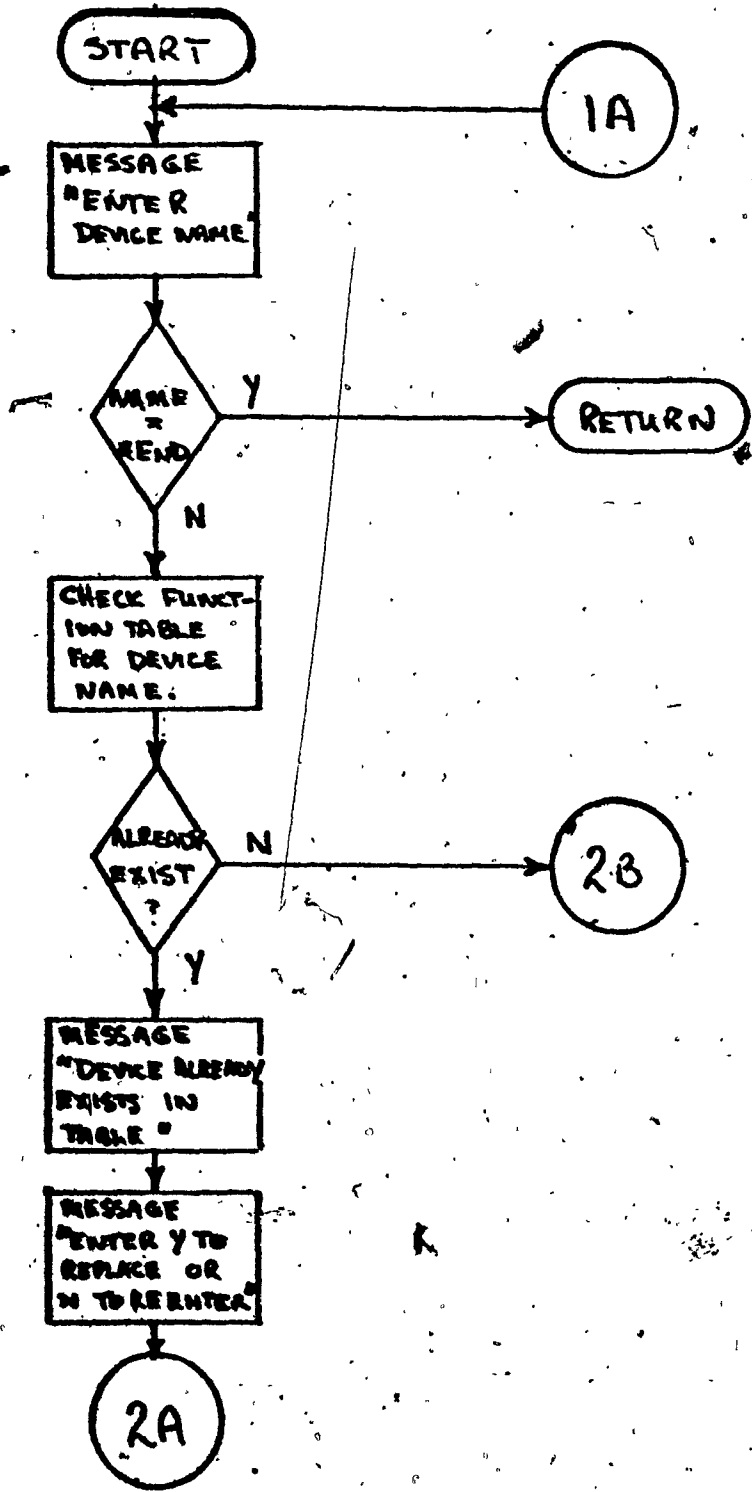 START
1A
MESSAGE
"ENTER
DEVICE NAME"
NAME
=
REND
Y
RETURN
N
CHECK FUNCT-
ION TABLE
FOR DEVICE
NAME.
ALREADY
EXIST
?
N
2B
Y
MESSAGE
"DEVICE ALREADY
EXISTS IN
TABLE"
MESSAGE
"ENTER Y TO
REPLACE OR
N TO REENTER"
2A